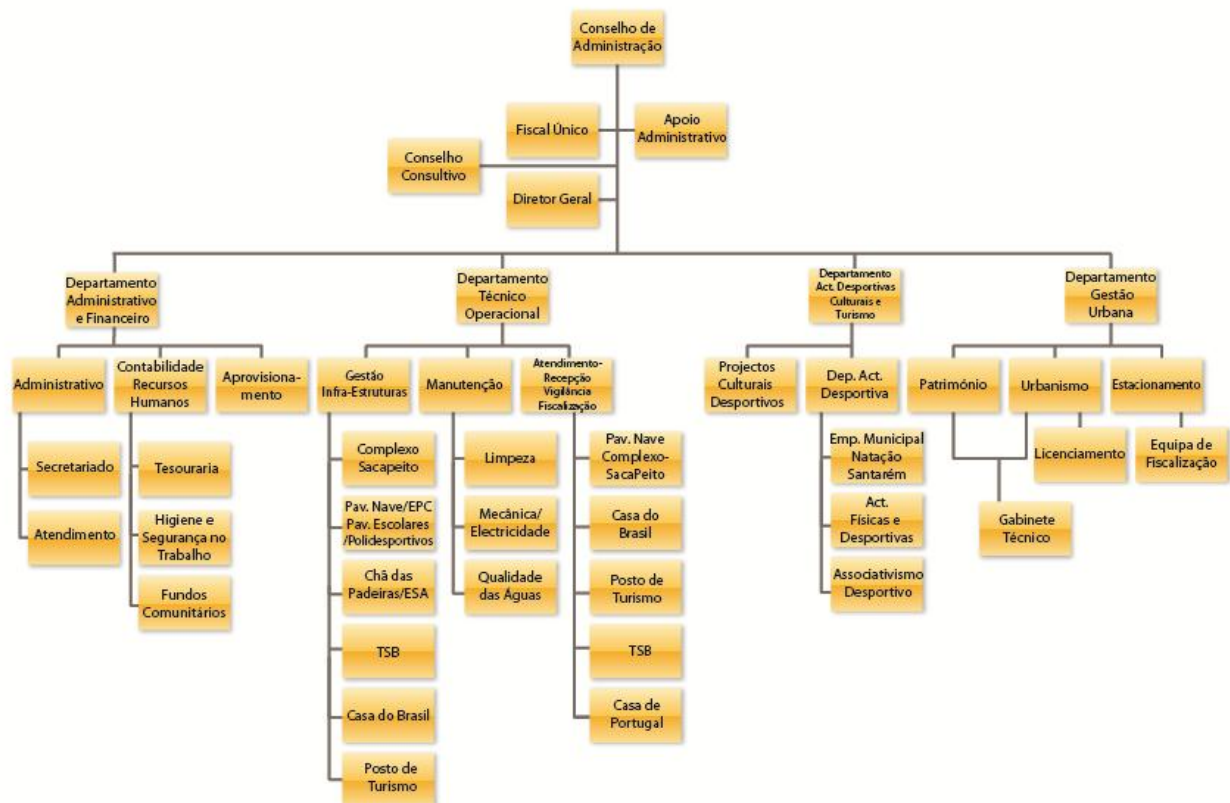 Conselho de
Administração
Fiscal Único
Apoio
Administrativo
Conselho
Consultivo
Diretor Geral
Departamento
Administrativo
e Financeiro
Departamento
Técnico
Operacional
Departamento
Act. Desportivas
Culturais e
Turismo
Departamento
Gestão
Urbana
Administrativo
Contabilidade
Recursos
Humanos
Aprovisiona-
mento
Gestão
Infra-Estruturas
Manutenção
Atendimento-
Recepção
Vigilância
Fiscalização
Projectos
Culturais
Desportivos
Dep. Act.
Desportiva
Património
Urbanismo
Estacionamento
Secretariado
Atendimento
Tesouraria
Higiene e
Segurança no
Trabalho
Fundos
Comunitários
Complexo
Sacapeito
Pav. Nave/EPC
Pav. Escolares
/Polidesportivos
Chã das
Padeiras/ESA
TSB
Casa do Brasil
Posto de
Turismo
Limpeza
Mecânica/
Electricidade
Qualidade
das Águas
Pav. Nave
Complexo-
SacaPeito
Casa do
Brasil
Posto de
Turismo
TSB
Casa de
Portugal
Emp. Municipal
Natação
Santarém
Act.
Físicas e
Desportivas
Associativismo
Desportivo
Licenciamento
Gabinete
Técnico
Equipa de
Fiscalização